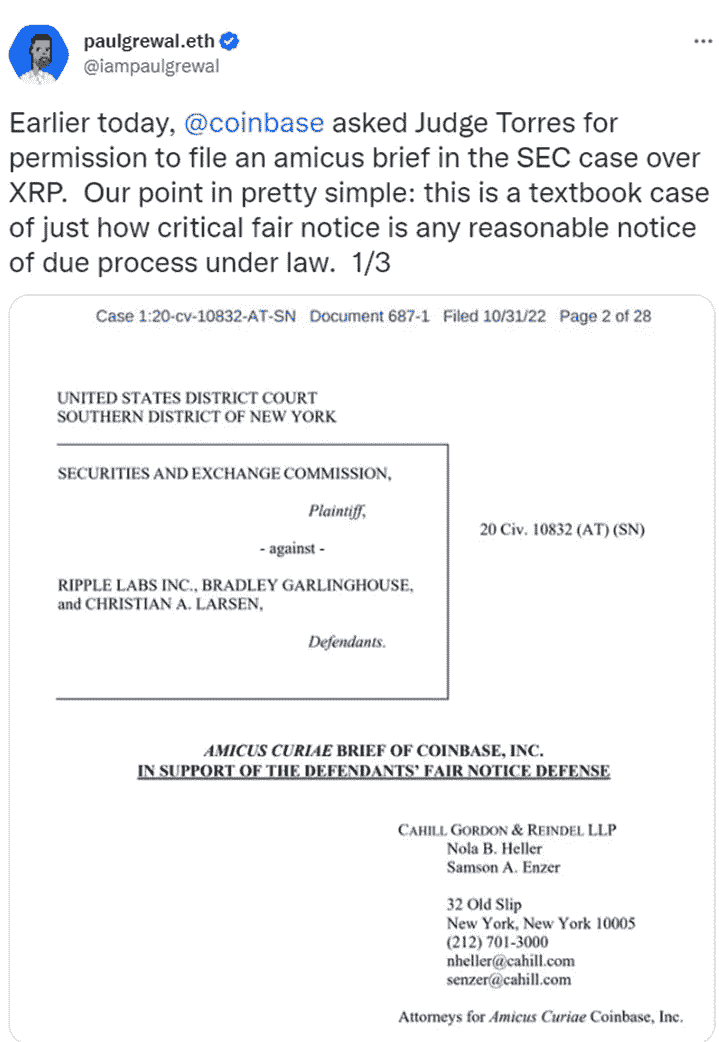 paulgrewal.eth
@iampaulgrewal
Earlier today, @coinbase asked Judge Torres for
permission to file an amicus brief in the SEC case over
XRP.  Our point in pretty simple: this is a textbook case
of just how critical fair notice is any reasonable notice
of due process under law.  1/3
Case 1:20-cv-10832-AT-SN   Document 687-1   Filed 10/31/22   Page 2 of 28
UNITED STATES DISTRICT COURT
SOUTHERN DISTRICT OF NEW YORK
SECURITIES AND EXCHANGE COMMISSION,
Plaintiff,
- against -
20 Civ. 10832 (AT) (SN)
RIPPLE LABS INC., BRADLEY GARLINGHOUSE,
and CHRISTIAN A. LARSEN,
Defendants.
AMICUS CURIAE BRIEF OF COINBASE, INC.
IN SUPPORT OF THE DEFENDANTS' FAIR NOTICE DEFENSE
CAHILL GORDON & REINDEL LLP
Nola B. Heller
Samson A. Enzer
32 Old Slip
New York, New York 10005
(212) 701-3000
nheller@cahill.com
senzer@cahill.com
Attorneys for Amicus Curiae Coinbase, Inc.